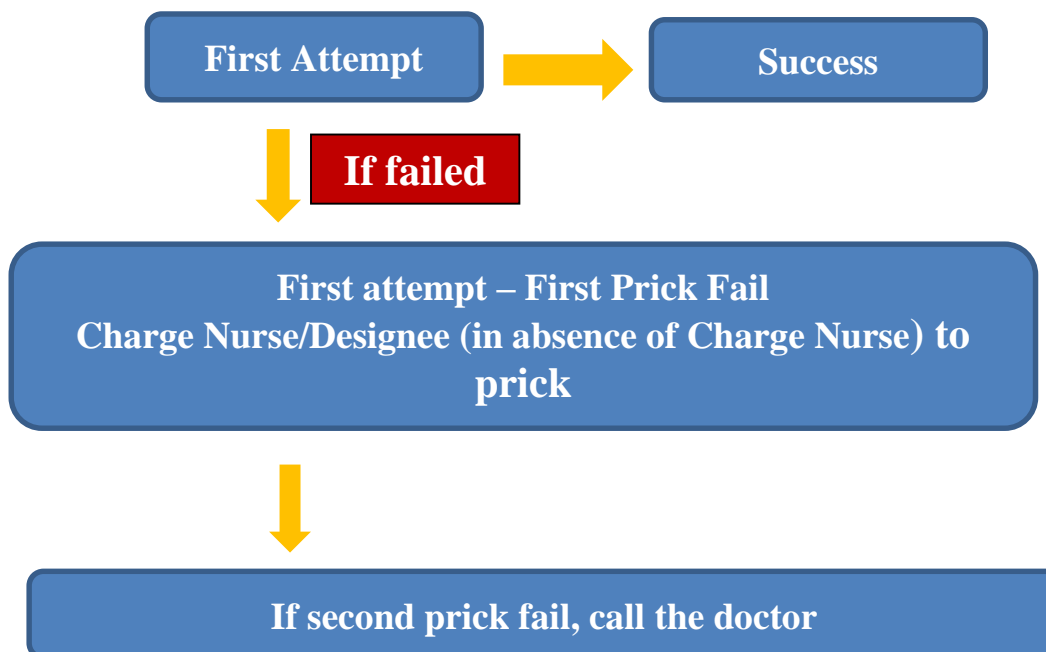 First Attempt
Success
If failed
First attempt – First Prick Fail
Charge Nurse/Designee (in absence of Charge Nurse) to
prick
If second prick fail, call the doctor